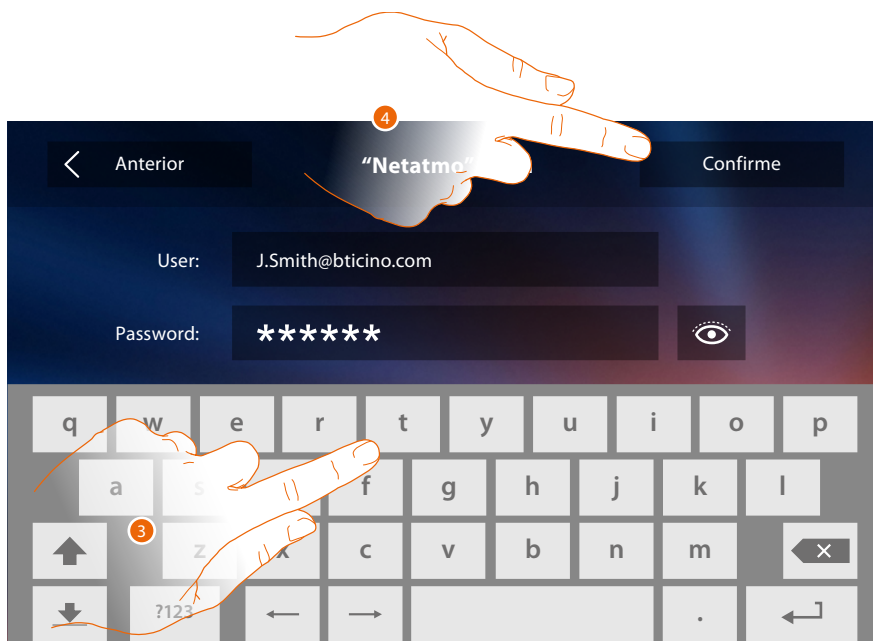 4
Anterior
“Netatmo”
Confirme
User:
J.Smith@bticino.com
Password:
******
q w e r t y u i o p
a s f g h j k l
3
z x c v b n m
?123 ← → .